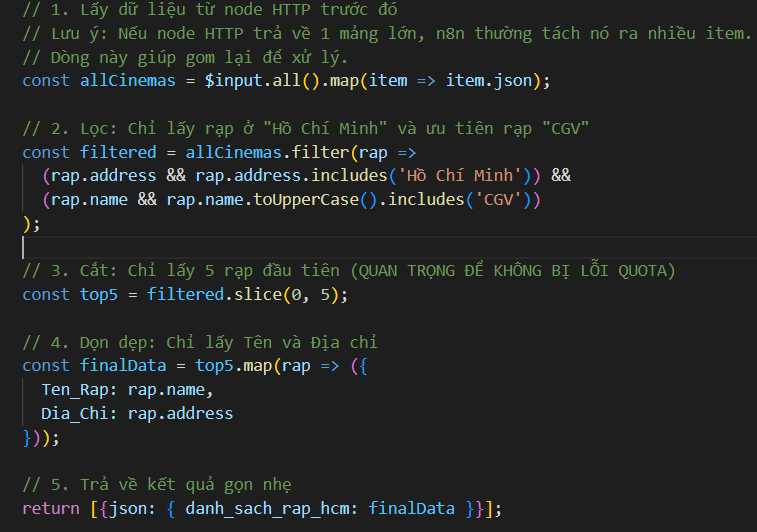 // 1. Lấy dữ liệu từ node HTTP trước đó
// Lưu ý: Nếu node HTTP trả về 1 mảng lớn, n8n thường tách nó ra nhiều item.
// Dòng này giúp gom lại để xử lý.
const allCinemas = $input.all().map(item => item.json);

// 2. Lọc: Chỉ lấy rạp ở "Hồ Chí Minh" và ưu tiên rạp "CGV"
const filtered = allCinemas.filter(rap =>
  (rap.address && rap.address.includes('Hồ Chí Minh')) &&
  (rap.name && rap.name.toUpperCase().includes('CGV'))
);

// 3. Cắt: Chỉ lấy 5 rạp đầu tiên (QUAN TRỌNG ĐỂ KHÔNG BỊ LỖI QUOTA)
const top5 = filtered.slice(0, 5);

// 4. Dọn dẹp: Chỉ lấy Tên và Địa chỉ
const finalData = top5.map(rap => ({
  Ten_Rap: rap.name,
  Dia_Chi: rap.address
}));

// 5. Trả về kết quả gọn nhẹ
return [{json: { danh_sach_rap_hcm: finalData }}];